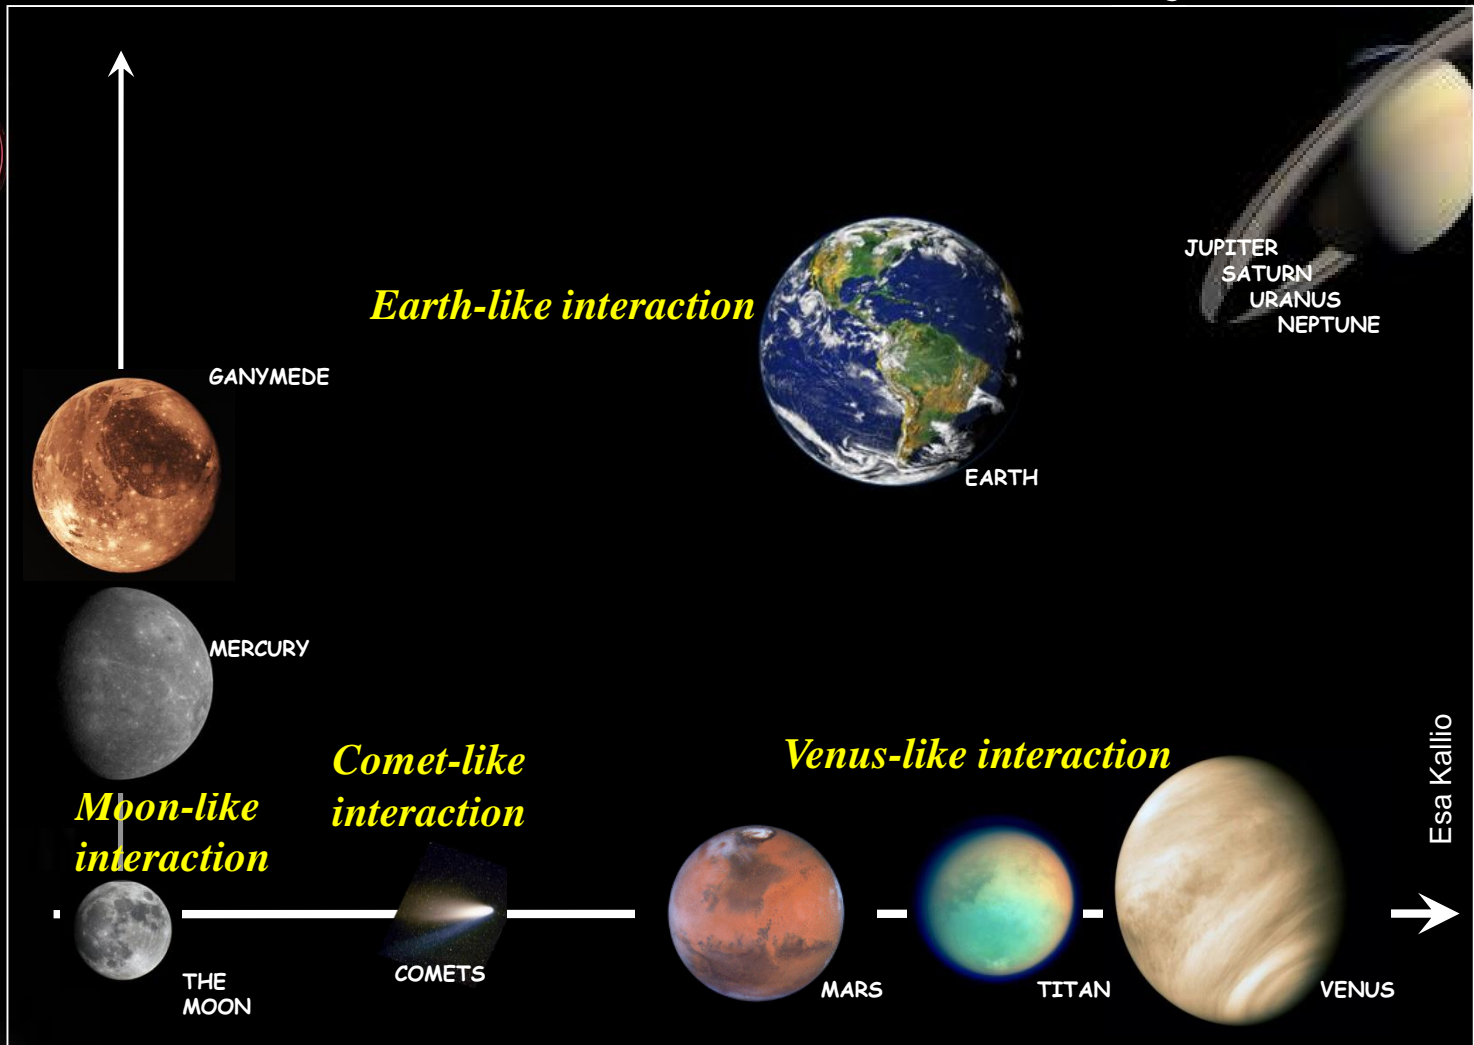 JUPITER
SATURN
URANUS
NEPTUNE
Earth-like interaction
GANYMEDE
EARTH
MERCURY
Comet-like
interaction
Venus-like interaction
Moon-like
interaction
Esa Kallio
THE
MOON
COMETS
MARS
TITAN
VENUS